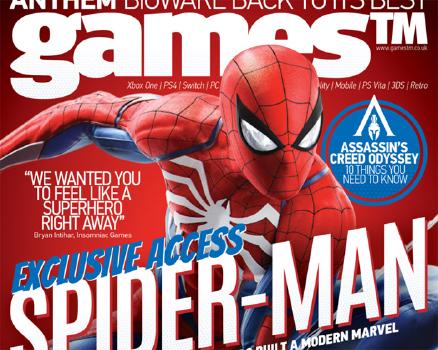 ANTHEM BIOWARE BACK TO ITS BEST
gamesTM
www.gamestm.co.uk
Xbox One | PS4 | Switch | PC
ity | Mobile | PS Vita | 3DS | Retro
ASSASSIN'S
CREED ODYSSEY
10 THINGS YOU
NEED TO KNOW
"WE WANTED YOU
TO FEEL LIKE A
SUPERHERO
RIGHT AWAY"
Bryan Intihar, Insomniac Games
EXCLUSIVE ACCESS
SPIDER-MAN
BUILT A MODERN MARVEL